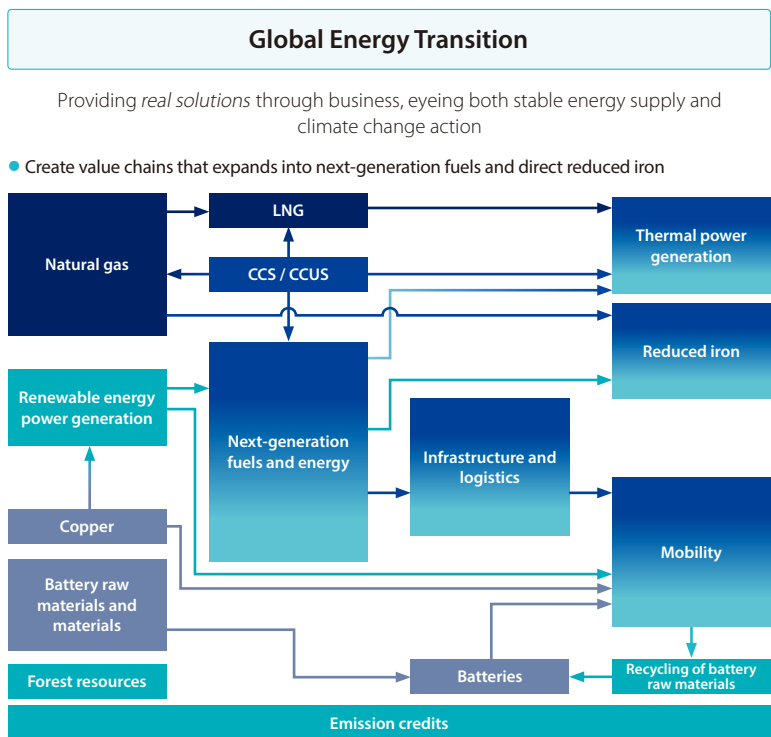 Global Energy Transition
Providing real solutions through business, eyeing both stable energy supply and
climate change action
● Create value chains that expands into next-generation fuels and direct reduced iron
LNG
Natural gas
CCS / CCUS
Thermal power
generation
Reduced iron
Renewable energy
power generation
Next-generation
fuels and energy
Infrastructure and
logistics
Copper
Mobility
Battery raw
materials and
materials
Forest resources
Batteries
Recycling of battery
raw materials
Emission credits